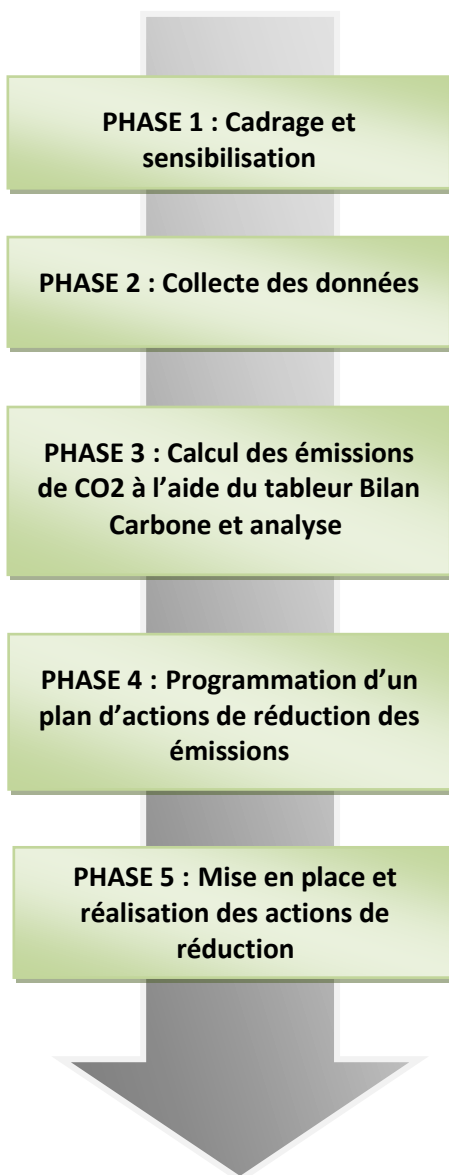 PHASE 1 : Cadrage et
sensibilisation
PHASE 2 : Collecte des données
PHASE 3 : Calcul des émissions
de CO2 à l’aide du tableur Bilan
Carbone et analyse
PHASE 4 : Programmation d’un
plan d’actions de réduction des
émissions
PHASE 5 : Mise en place et
réalisation des actions de
réduction